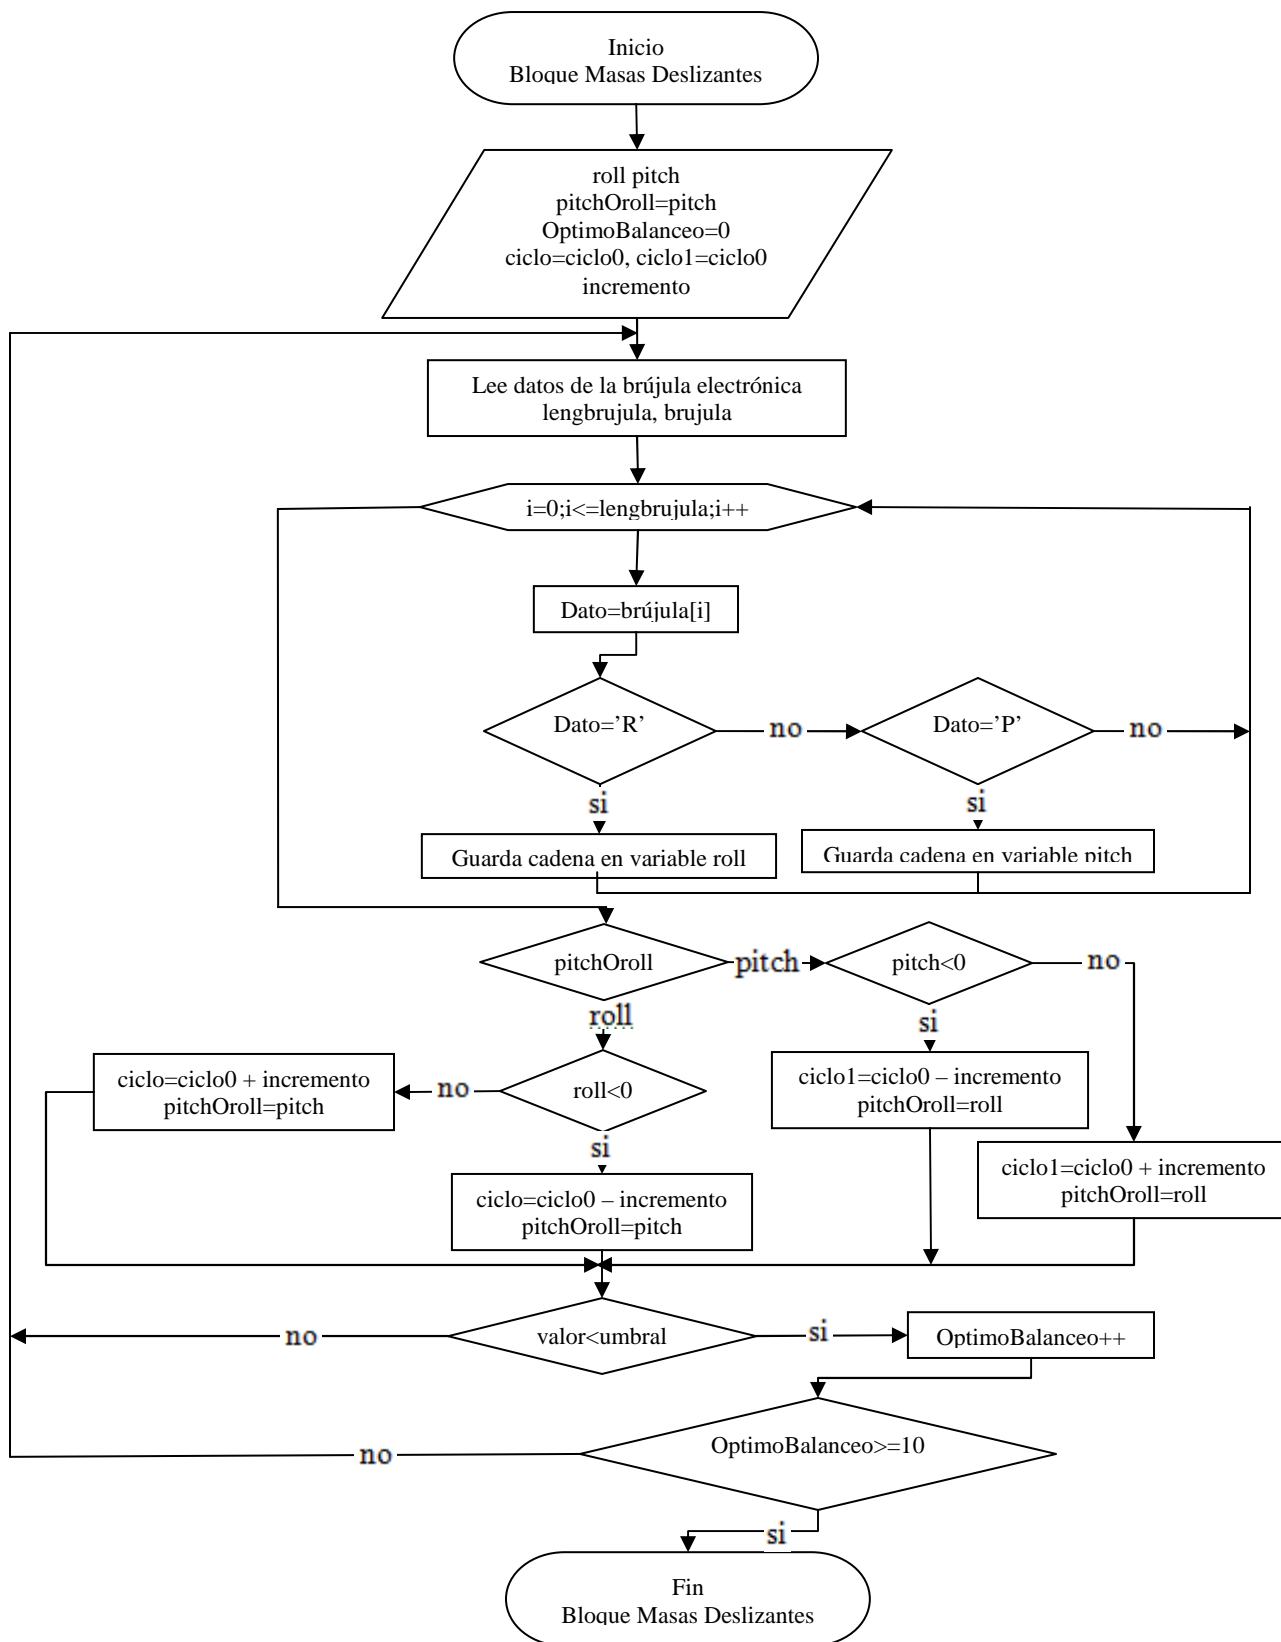 Inicio
Bloque Masas Deslizantes
roll pitch
pitchOroll=pitch
OptimoBalanceo=0
ciclo=ciclo0, ciclo1=ciclo0
incremento
Lee datos de la brújula electrónica
lengbrujula, brujula
i=0;i<=lengbrujula;i++
Dato=brújula[i]
Dato=’R’
no
Dato=’P’
no
si
si
Guarda cadena en variable roll
Guarda cadena en variable pitch
pitchOroll
pitch
pitch<0
no
roll
si
ciclo=ciclo0 + incremento
pitchOroll=pitch
no
roll<0
ciclo1=ciclo0 – incremento
pitchOroll=roll
si
ciclo1=ciclo0 + incremento
pitchOroll=roll
ciclo=ciclo0 – incremento
pitchOroll=pitch
no
valor<umbral
si
OptimoBalanceo++
no
OptimoBalanceo>=10
si
Fin
Bloque Masas Deslizantes